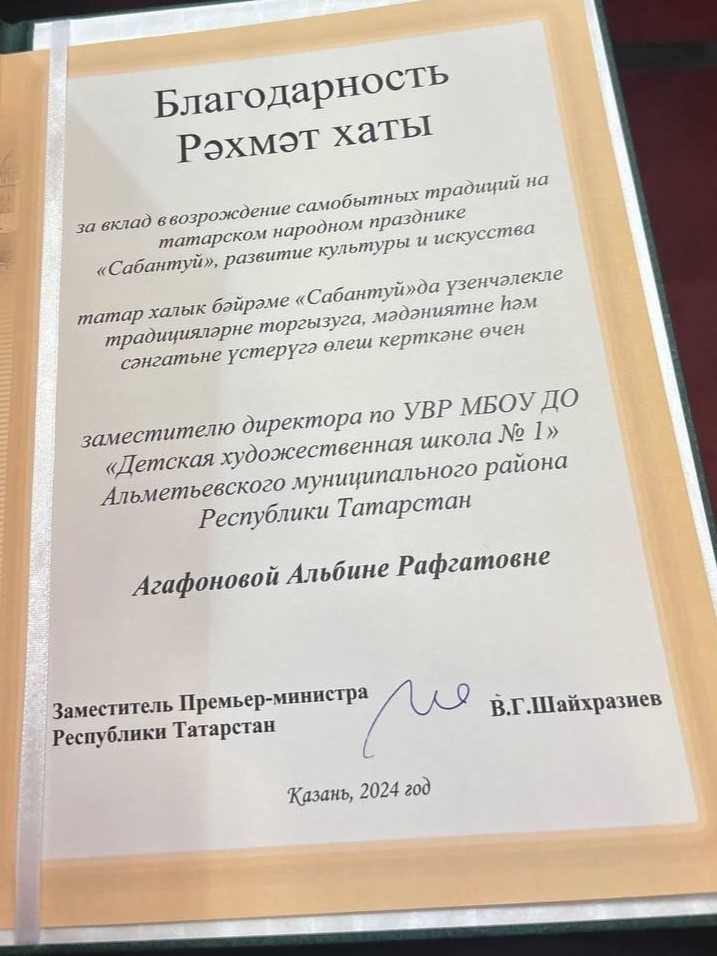 Благодарность
Рәхмәт хаты
за вклад в возрождение самобытных традиций на
татарском народном празднике
«Сабантуй», развитие культуры и искусства
татар халык бәйрәме «Сабантуй»да үзенчәлекле
традицияләрне торгызуга, мәдәниятне һәм
сәнгатьне үстерүгә өлеш керткәне өчен
заместителю директора по УВР МБОУ ДО
«Детская художественная школа № 1»
Альметьевского муниципального района
Республики Татарстан
Агафоновой Альбине Рафгатовне
Заместитель Премьер-министра
Республики Татарстан
В.Г.Шайхразиев
Казань, 2024 год